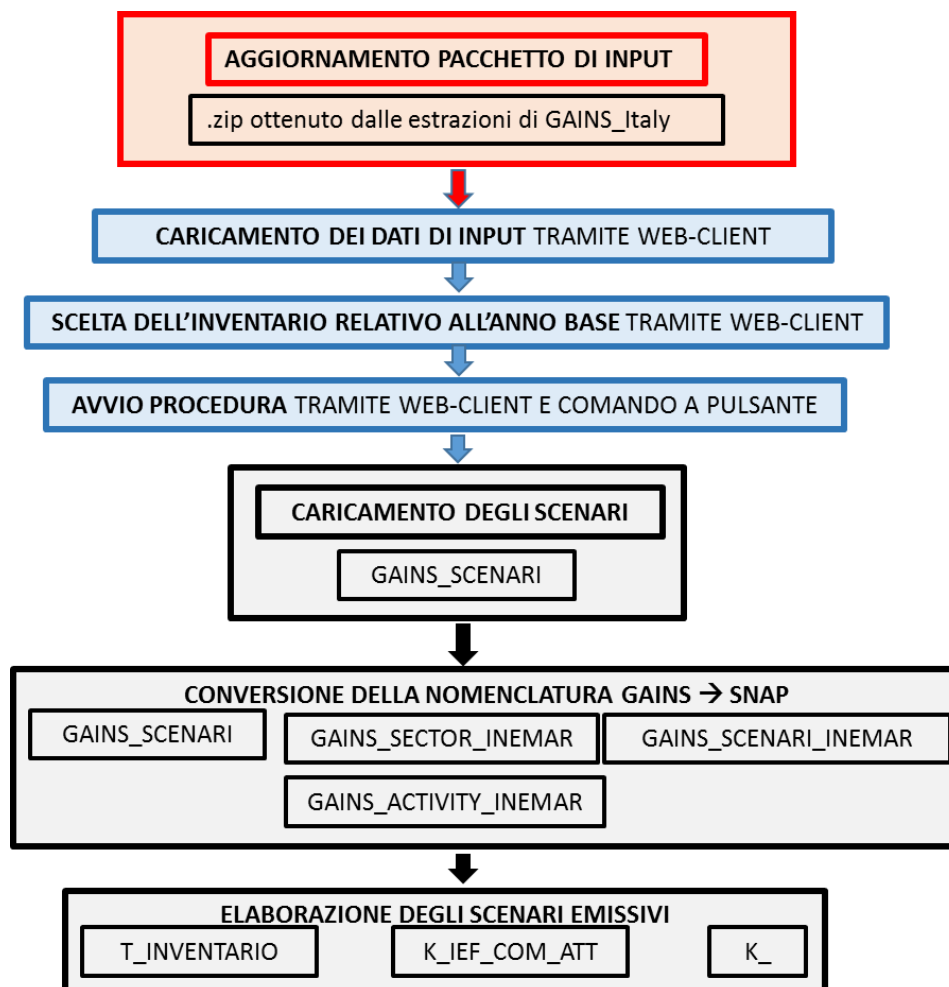 AGGIORNAMENTO PACCHETTO DI INPUT
.zip ottenuto dalle estrazioni di GAINS_Italy
CARICAMENTO DEI DATI DI INPUT TRAMITE WEB-CLIENT
SCELTA DELL'INVENTARIO RELATIVO ALL'ANNO BASE TRAMITE WEB-CLIENT
AVVIO PROCEDURA TRAMITE WEB-CLIENT E COMANDO A PULSANTE
CARICAMENTO DEGLI SCENARI
GAINS_SCENARI
CONVERSIONE DELLA NOMENCLATURA GAINS → SNAP
GAINS_SCENARI GAINS_SECTOR_INEMAR GAINS_SCENARI_INEMAR
GAINS_ACTIVITY_INEMAR
ELABORAZIONE DEGLI SCENARI EMISSIVI
T_INVENTARIO K_IEF_COM_ATT K_